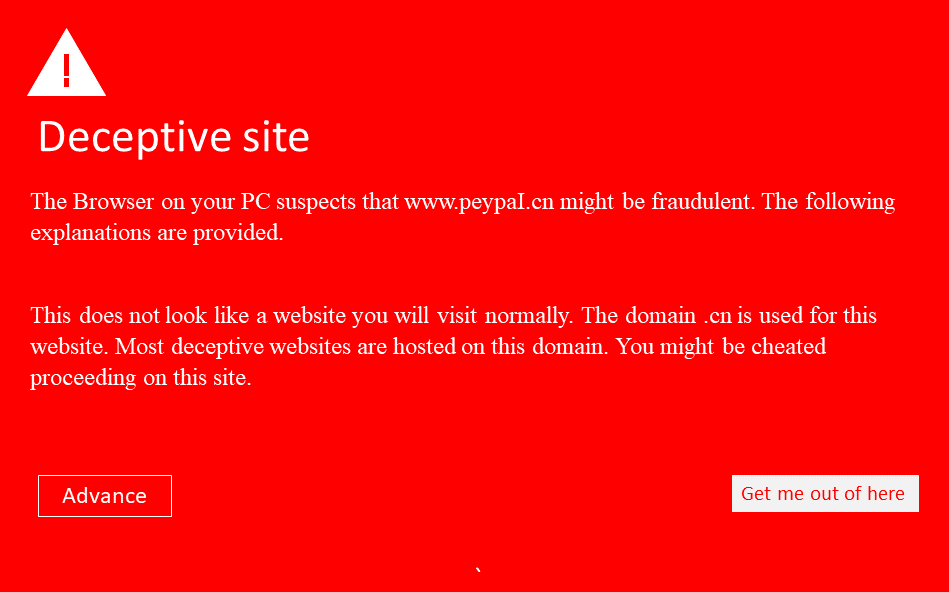 !
Deceptive site
The Browser on your PC suspects that www.peypaI.cn might be fraudulent. The following
explanations are provided.
This does not look like a website you will visit normally. The domain .cn is used for this
website. Most deceptive websites are hosted on this domain. You might be cheated
proceeding on this site.
Advance
Get me out of here
`